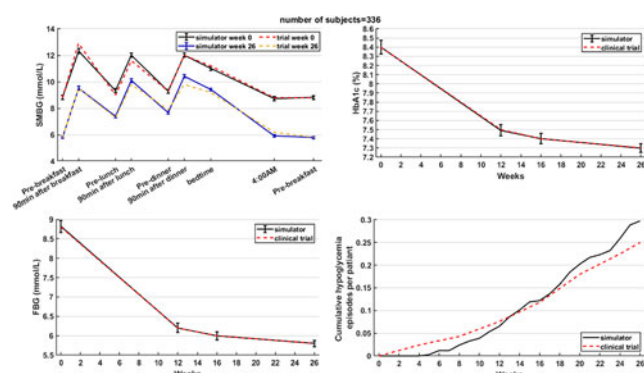 number of subjects=336
simulator week 0 trial week 0
simulator week 26 trial week 26
SMBG (mmol/L)
14
12
10
8
6
4
Pre-breakfast
90min after breakfast
Pre-lunch
90min after lunch
Pre-dinner
90min after dinner
bedtime
4:00AM
Pre-breakfast
simulator
clinical trial
HbA1c (%)
8.6
8.5
8.4
8.3
8.2
8.1
8
7.9
7.8
7.7
7.6
7.5
7.4
7.3
7.2
0 2 4 6 8 10 12 14 16 18 20 22 24 26
Weeks
simulator
clinical trial
FBG (mmol/L)
9
8.5
8
7.5
7
6.5
6
5.5
0 2 4 6 8 10 12 14 16 18 20 22 24 26
Weeks
Cumulative hypoglycemia
episodes per patiant
0.3
0.25
0.2
0.15
0.1
0.05
0
simulator
clinical trial
0 2 4 6 8 10 12 14 16 18 20 22 24 26
Weeks